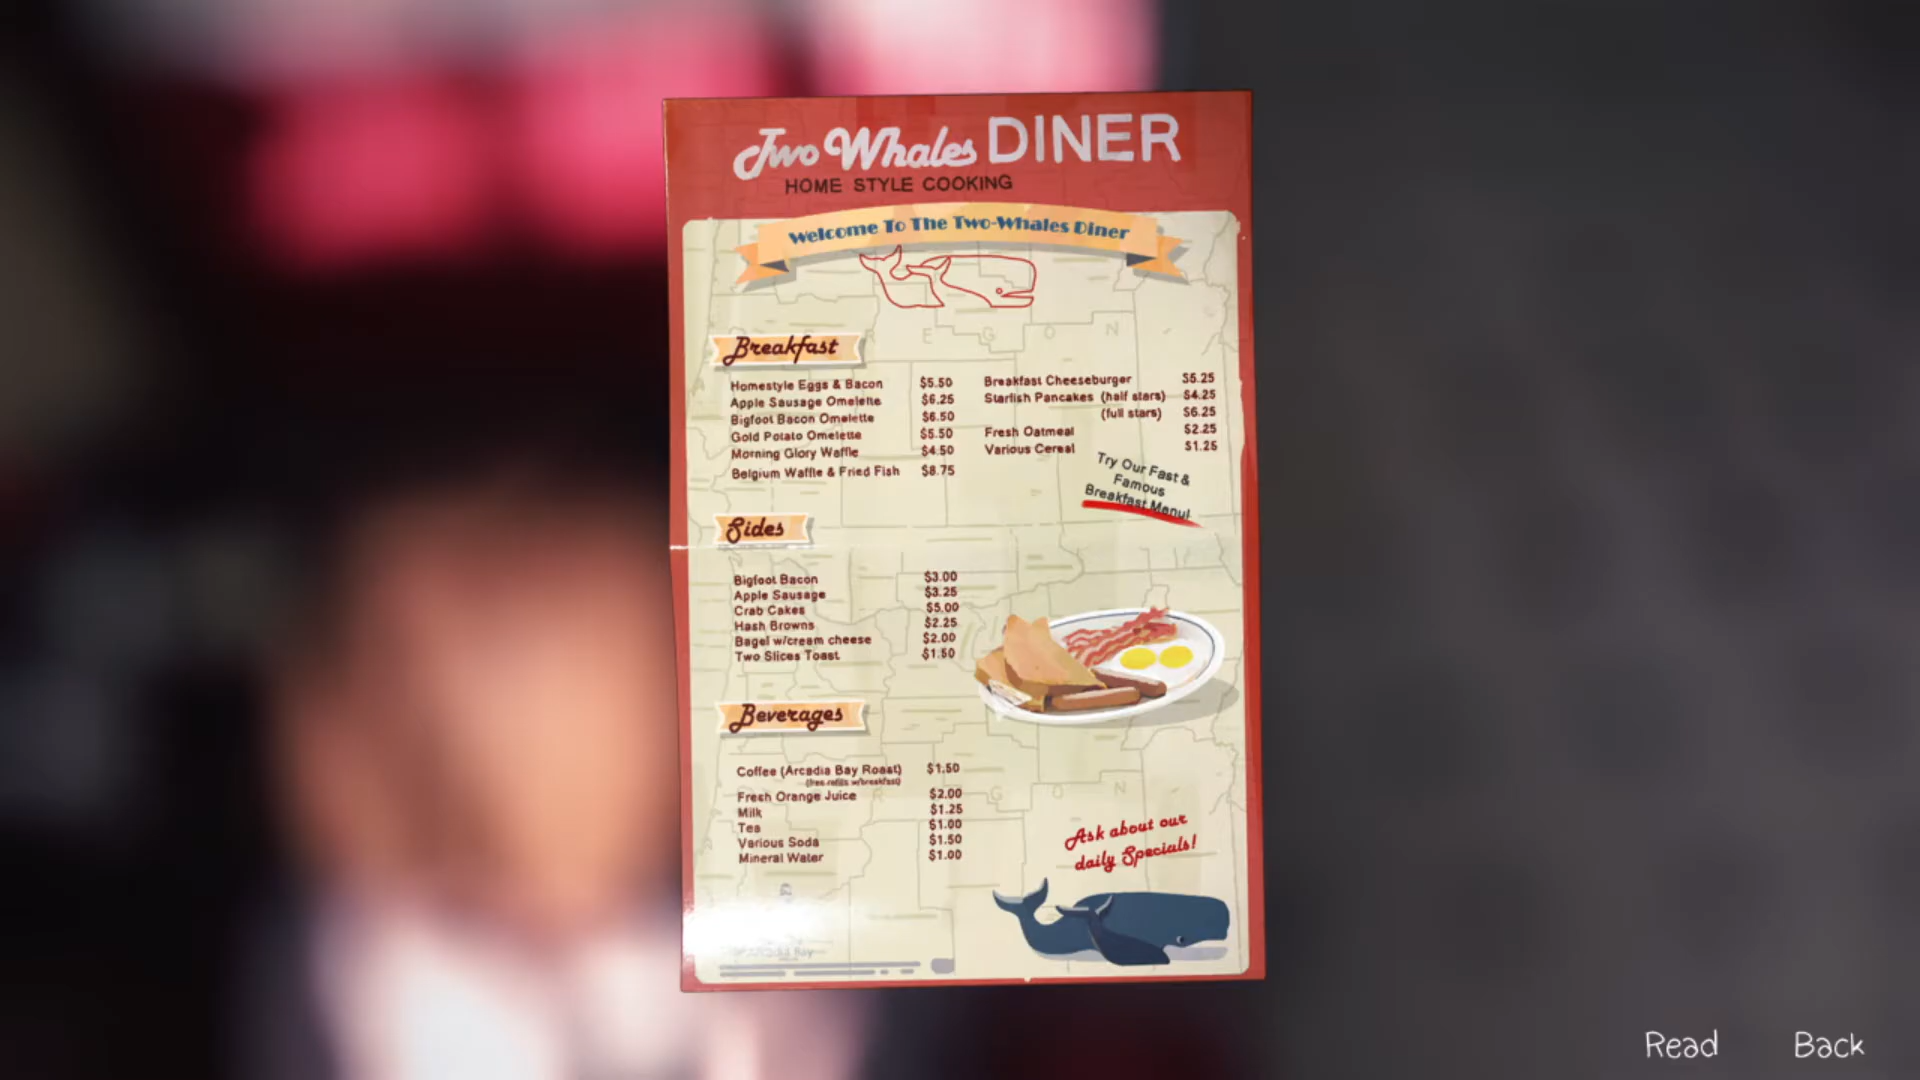 Two Whales DINER
HOME STYLE COOKING
Welcome To The Two-Whales Diner
O R E G O N
Breakfast
Homestyle Eggs & Bacon $5.50
Apple Sausage Omelette $6.25
Bigfoot Bacon Omelette $6.50
Gold Potato Omelette $5.50
Morning Glory Waffle $4.50
Belgium Waffle & Fried Fish $8.75
Breakfast Cheeseburger $5.25
Starfish Pancakes (half stars) $4.25
(full stars) $6.25
Fresh Oatmeal $2.25
Various Cereal $1.25
Try Our Fast &
Famous
Breakfast Menu!
Sides
Bigfoot Bacon $3.00
Apple Sausage $3.25
Crab Cakes $5.00
Hash Browns $2.25
Bagel w/cream cheese $2.00
Two Slices Toast $1.50
Beverages
Coffee (Arcadia Bay Roast) $1.50
(free refills w/breakfast)
Fresh Orange Juice $2.00
Milk $1.25
Tea $1.00
Various Soda $1.50
Mineral Water $1.00
Ask about our
daily Specials!
Arcadia Bay
Read Back